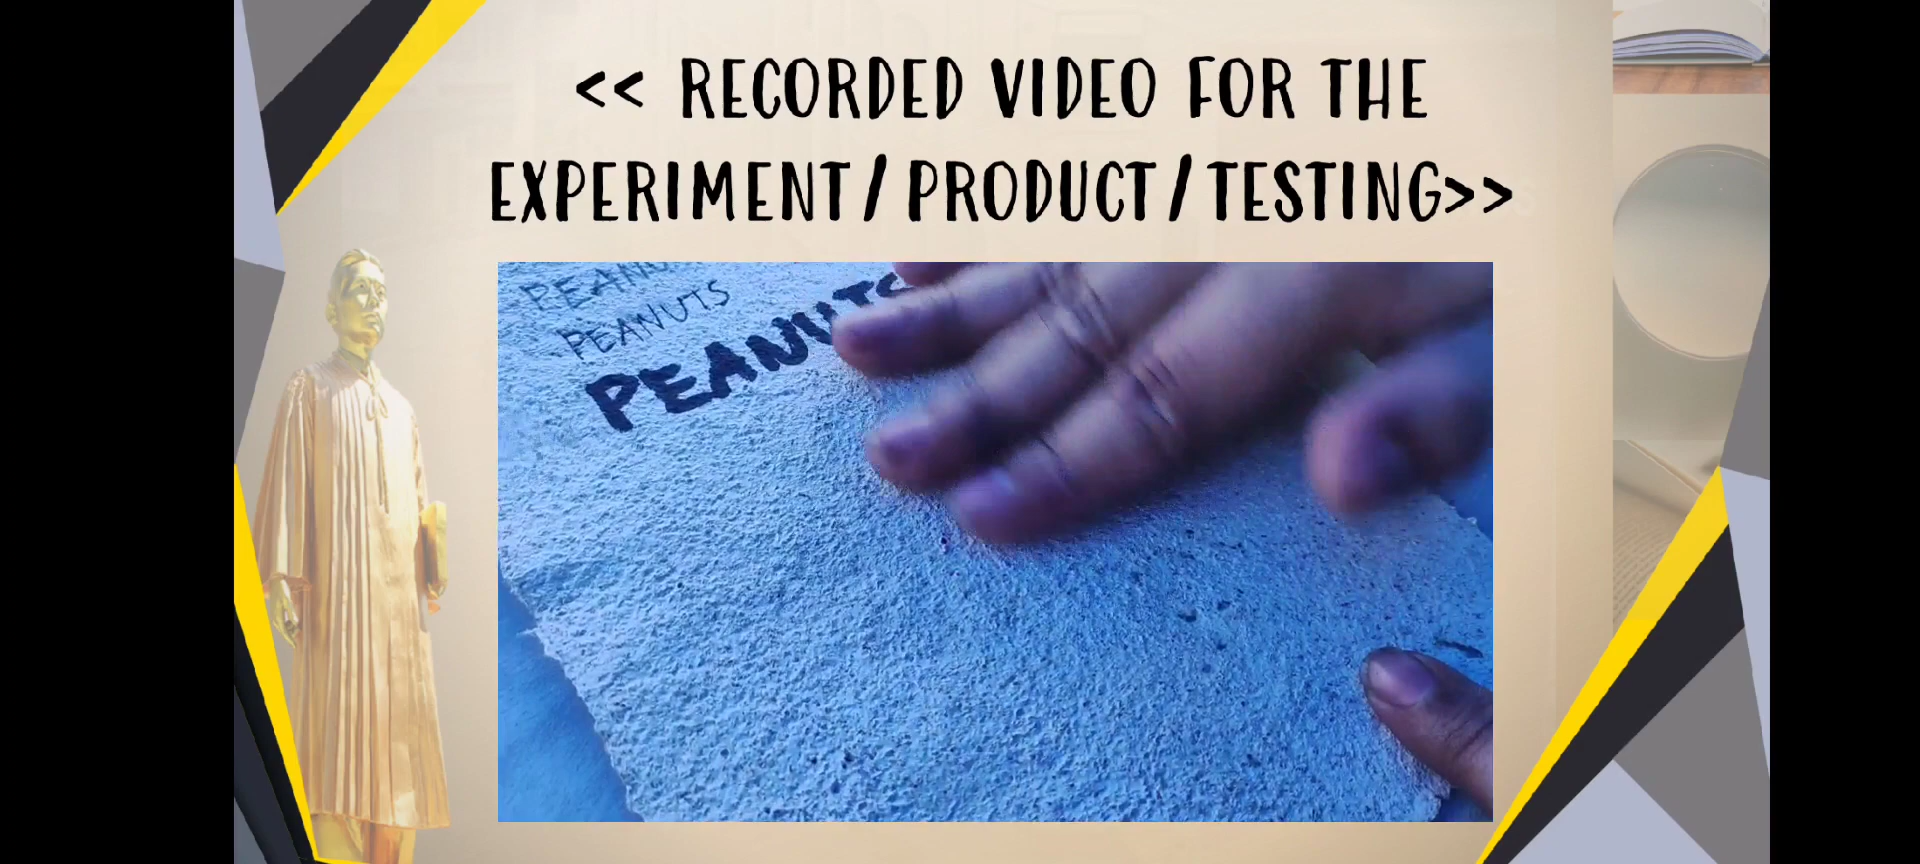 << RECORDED VIDEO FOR THE
EXPERIMENT/PRODUCT/TESTING>>
PEANUTS
PEANUTS